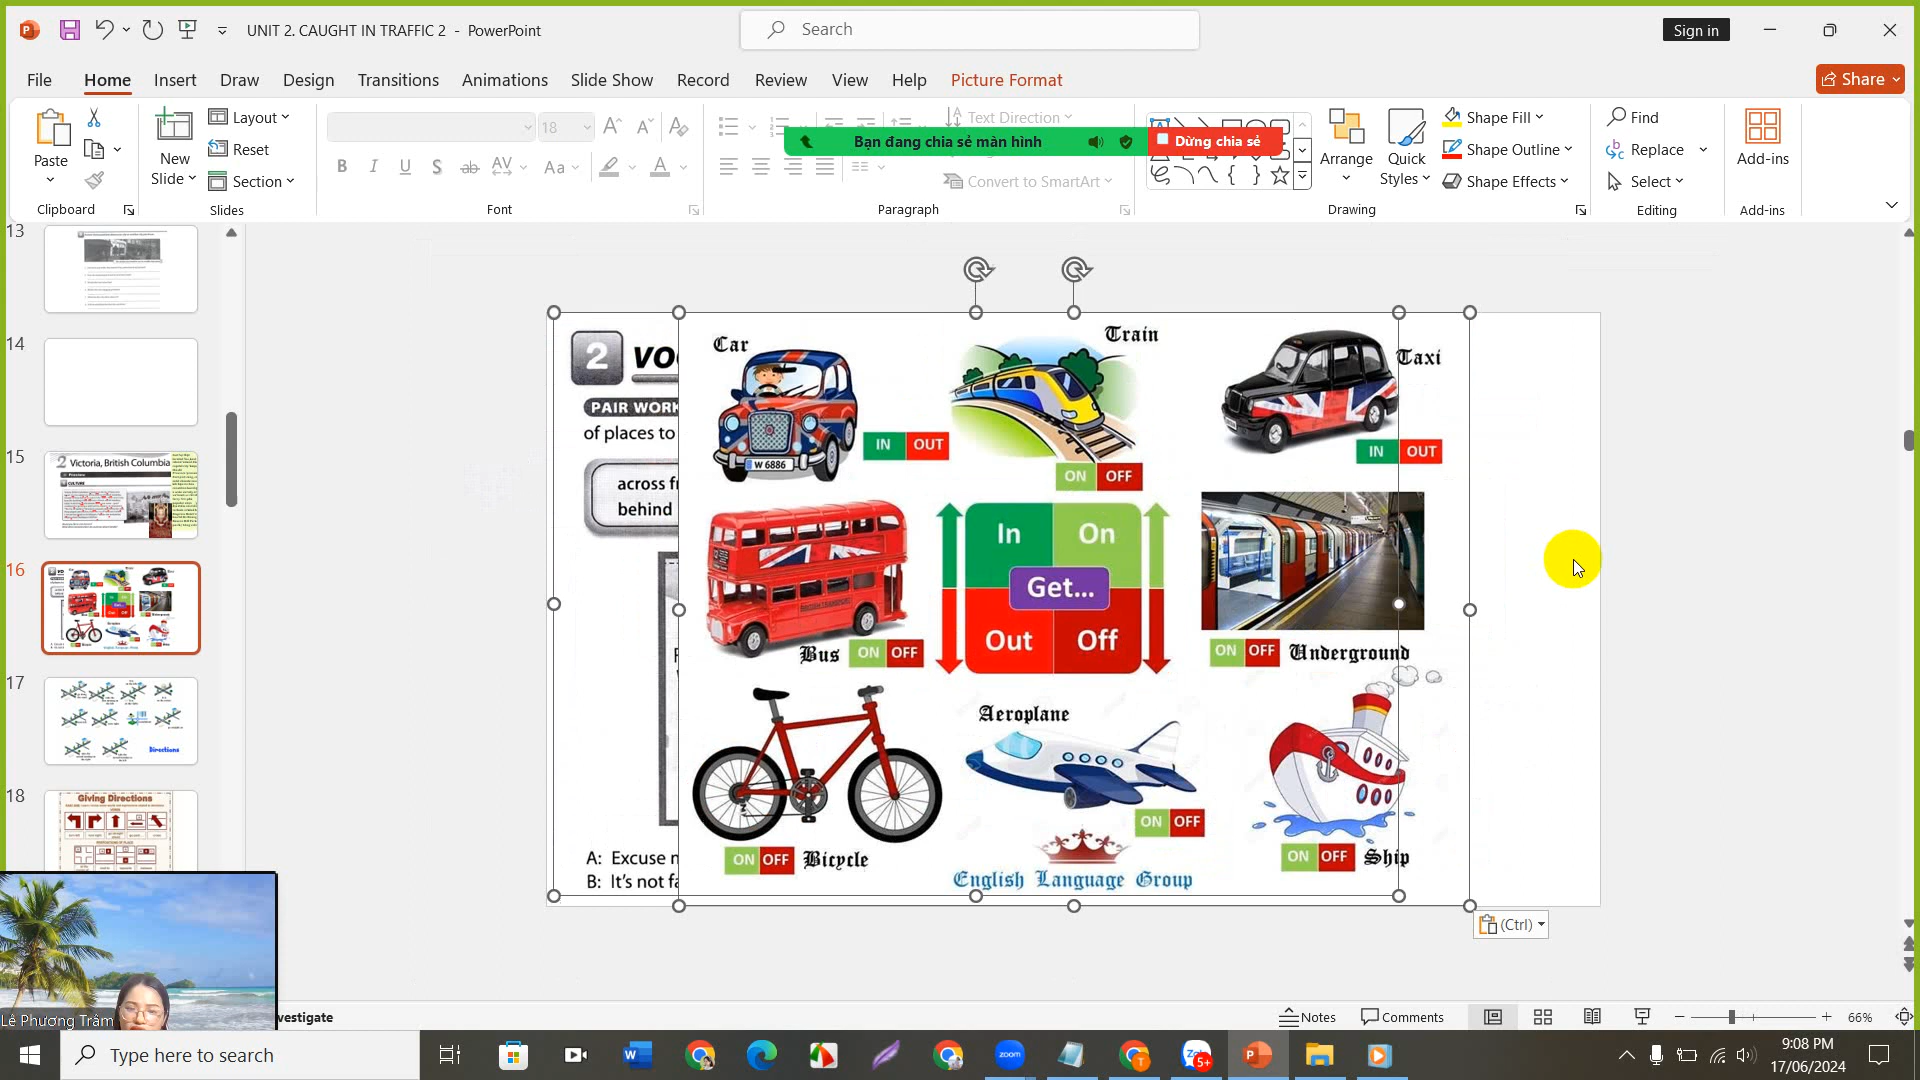 UNIT 2. CAUGHT IN TRAFFIC 2 - PowerPoint
Search
Sign in
File
Home
Insert
Draw
Design
Transitions
Animations
Slide Show
Record
Review
View
Help
Picture Format
Share
Paste
New
Slide
Layout
Reset
Section
18
Text Direction
Convert to SmartArt
Bạn đang chia sẻ màn hình
Dừng chia sẻ
Arrange
Quick
Styles
Shape Fill
Shape Outline
Shape Effects
Find
Replace
Select
Add-ins
Clipboard
Slides
Font
Paragraph
Drawing
Editing
Add-ins
13
14
15
2 Victoria, British Columbia
CULTURE
16
17
Directions
18
Giving Directions
2
PAIR WORK
of places to
behind
A: Excuse
B: It's not
Car
W 6886
IN OUT
Train
ON OFF
Taxi
IN OUT
Bus
ON OFF
In On
Get...
Out Off
ON OFF
Underground
ON OFF
Bicycle
Aeroplane
ON OFF
English Language Group
ON OFF
Ship
(Ctrl)
Lê Phương Trâm
vestigate
Notes
Comments
66%
Type here to search
zoom
5+
9:08 PM
17/06/2024